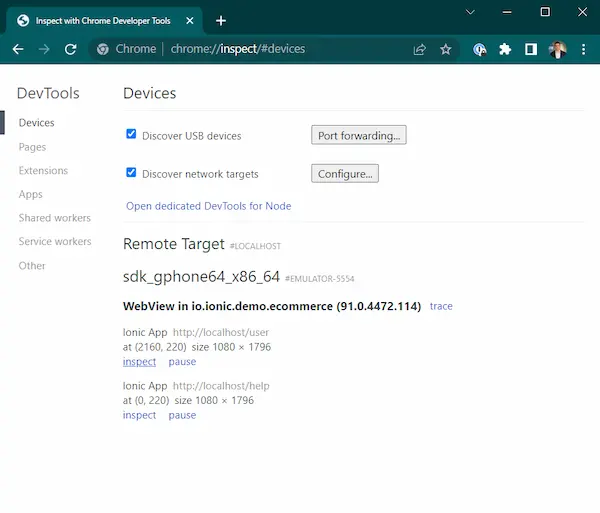 Inspect with Chrome Developer Tools
Chrome chrome://inspect/#devices
DevTools
Devices
Pages
Extensions
Apps
Shared workers
Service workers
Other
Devices
Discover USB devices Port forwarding...
Discover network targets Configure...
Open dedicated DevTools for Node
Remote Target #LOCALHOST
sdk_gphone64_x86_64 #EMULATOR-5554
WebView in io.ionic.demo.ecommerce (91.0.4472.114) trace
Ionic App http://localhost/user
at (2160, 220) size 1080 × 1796
inspect pause
Ionic App http://localhost/help
at (0, 220) size 1080 × 1796
inspect pause